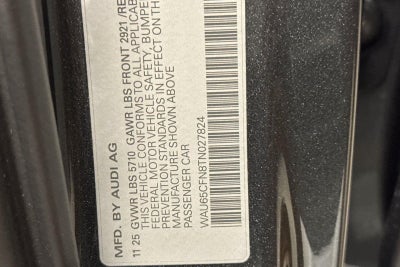 MFD. BY AUDI AG
11 25 GVWR LBS 5710 GAWR LBS FRONT 2921 /RE
THIS VEHICLE CONFORMS TO ALL APPLICAB
FEDERAL MOTOR VEHICLE SAFETY, BUMPE
PREVENTION STANDARDS IN EFFECT ON TH
MANUFACTURE SHOWN ABOVE
PASSENGER CAR
WAU65CFN8TN027824